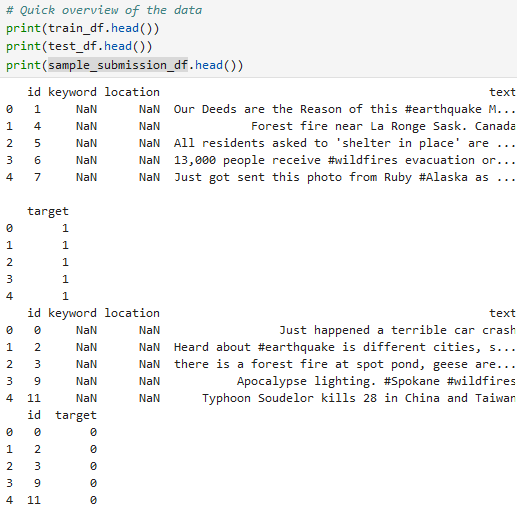 # Quick overview of the data
print(train_df.head())
print(test_df.head())
print(sample_submission_df.head())
   id keyword location                                               text
0   1     NaN      NaN  Our Deeds are the Reason of this #earthquake M...
1   4     NaN      NaN             Forest fire near La Ronge Sask. Canada
2   5     NaN      NaN  All residents asked to 'shelter in place' are ...
3   6     NaN      NaN  13,000 people receive #wildfires evacuation or...
4   7     NaN      NaN  Just got sent this photo from Ruby #Alaska as ...
   target
0       1
1       1
2       1
3       1
4       1
   id keyword location                                               text
0   0     NaN      NaN                 Just happened a terrible car crash
1   2     NaN      NaN  Heard about #earthquake is different cities, s...
2   3     NaN      NaN  there is a forest fire at spot pond, geese are...
3   9     NaN      NaN           Apocalypse lighting. #Spokane #wildfires
4  11     NaN      NaN      Typhoon Soudelor kills 28 in China and Taiwan
   id  target
0   0       0
1   2       0
2   3       0
3   9       0
4  11       0